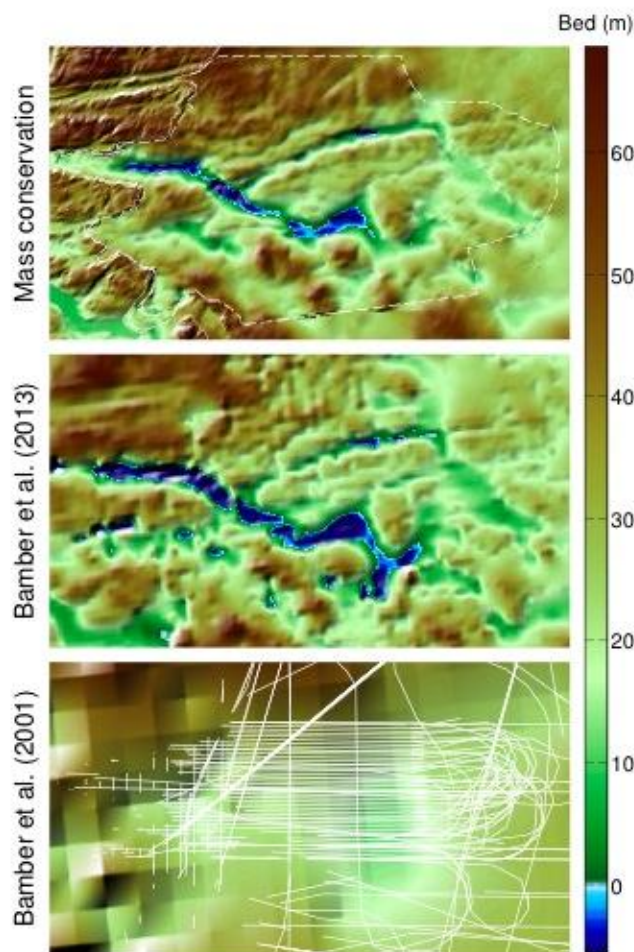 Bed (m)
Mass conservation
Bamber et al. (2013)
Bamber et al. (2001)
60
50
40
30
20
10
0